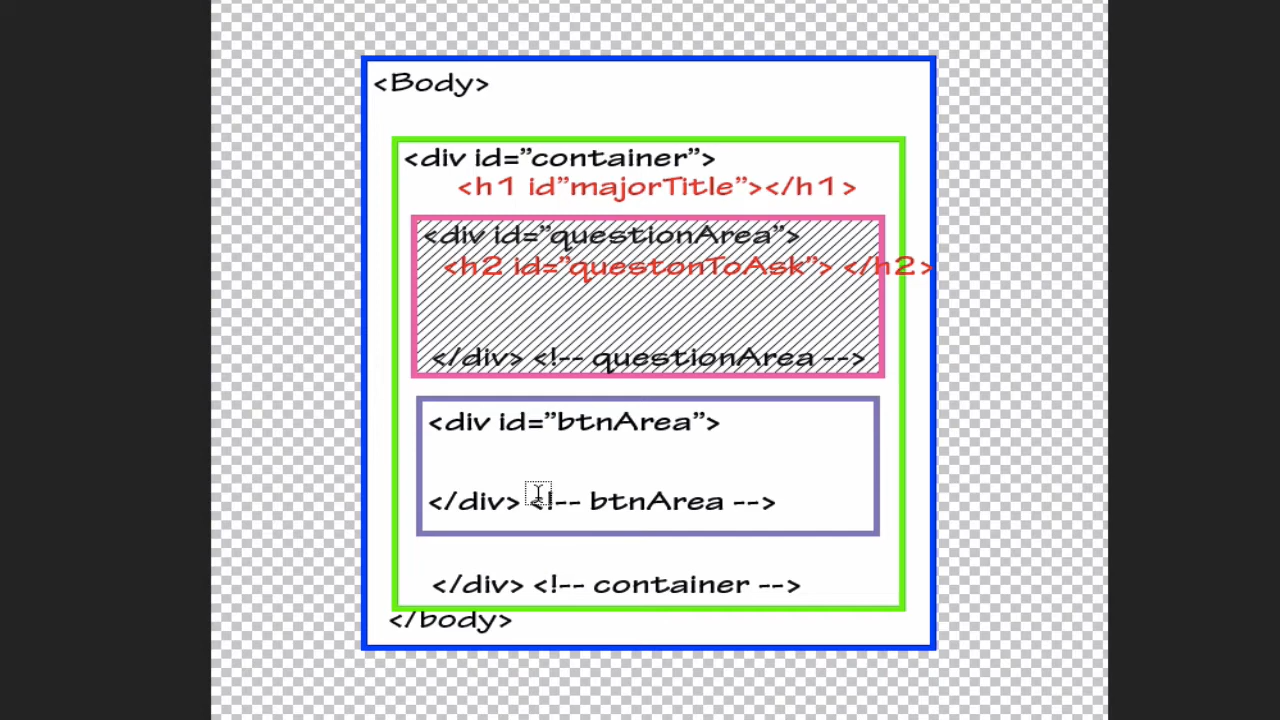 <Body>
<div id=”container”>
<h1 id”majorTitle”></h1>
<div id=”questionArea”>
<h2 id=”questonToAsk”> </h2>
</div> <!-- questionArea -->
<div id=”btnArea”>
</div> <!-- btnArea -->
</div> <!-- container -->
</body>